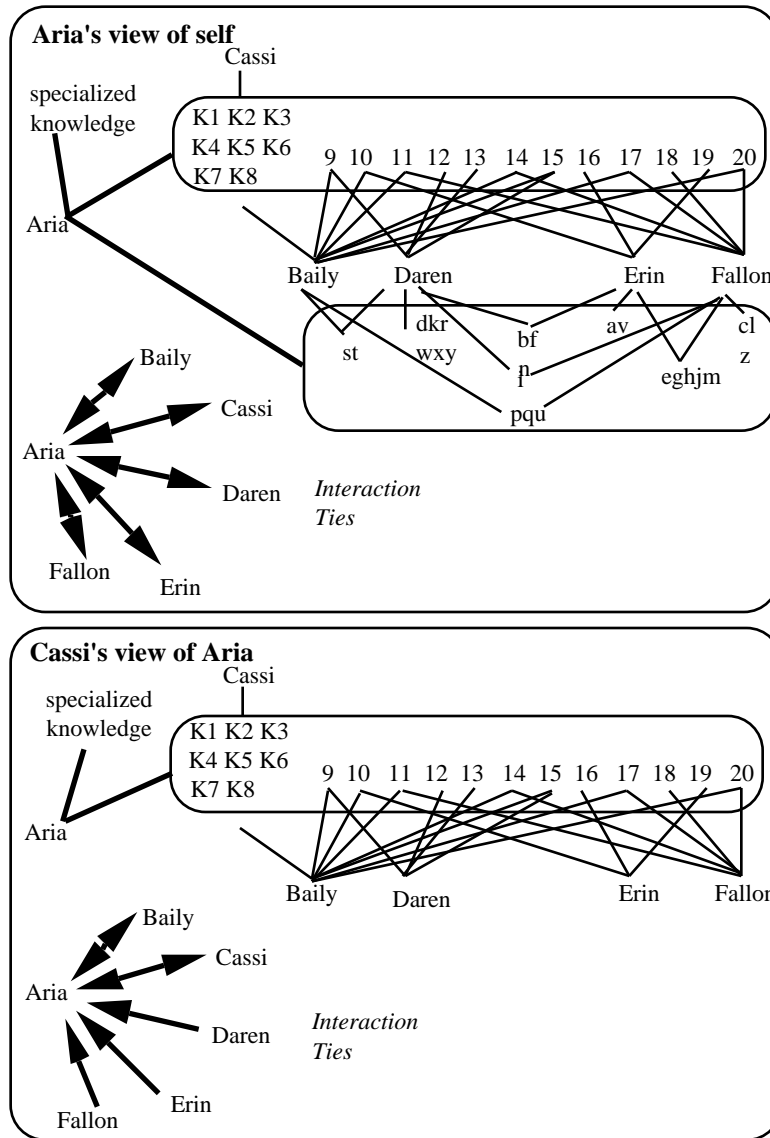 Aria's view of self
Cassi
specialized
knowledge
K1 K2 K3
K4 K5 K6
K7 K8
9 10 11 12 13 14 15 16 17 18 19 20
Aria
Baily Daren Erin Fallon
st
dkr
wxy
bf
n
i
av
eghjm
cl
z
pqu
Baily
Cassi
Aria
Daren
Fallon
Erin
Interaction
Ties
Cassi's view of Aria
Cassi
specialized
knowledge
K1 K2 K3
K4 K5 K6
K7 K8
9 10 11 12 13 14 15 16 17 18 19 20
Aria
Baily Daren Erin Fallon
Baily
Cassi
Aria
Daren
Erin
Fallon
Interaction
Ties